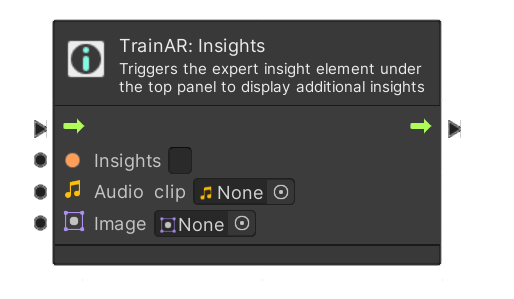 TrainAR: Insights
Triggers the expert insight element under
the top panel to display additional insights
Insights
Audio clip None
Image None